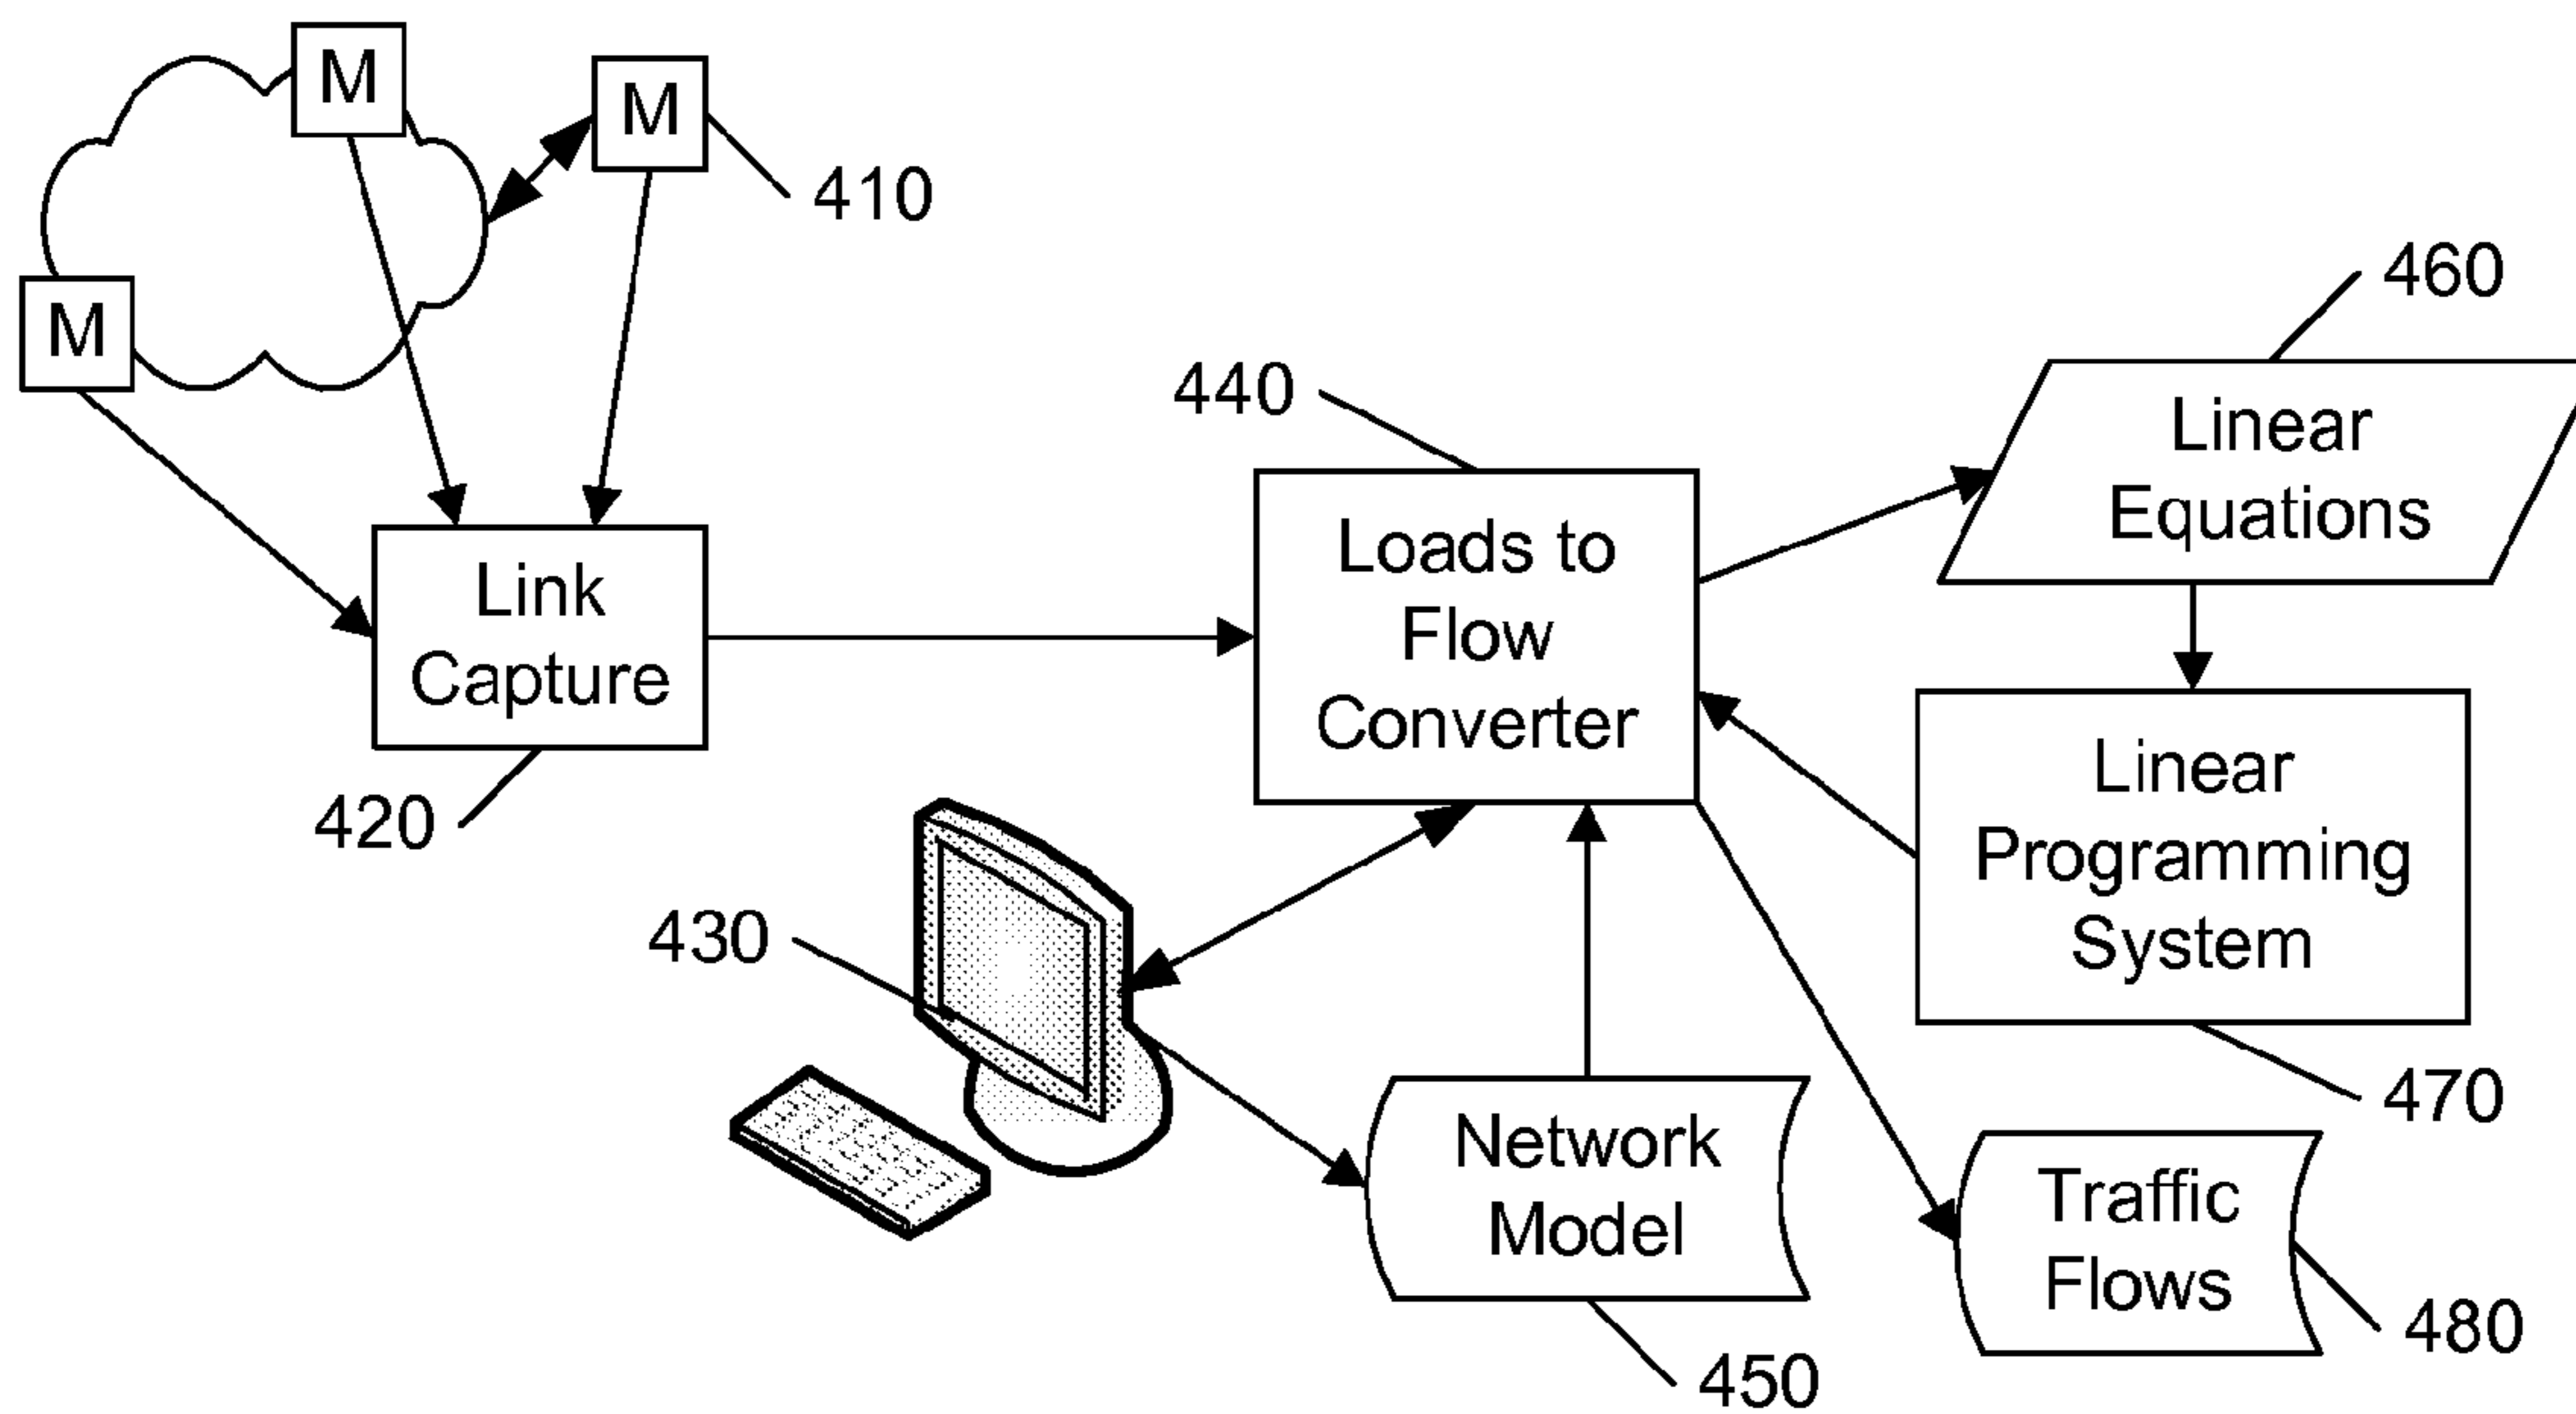 M
M
M
410
460
440
Linear
Equations
Loads to
Flow
Converter
Link
Capture
420
Linear
Programming
System
430
470
Network
Model
Traffic
Flows
480
450